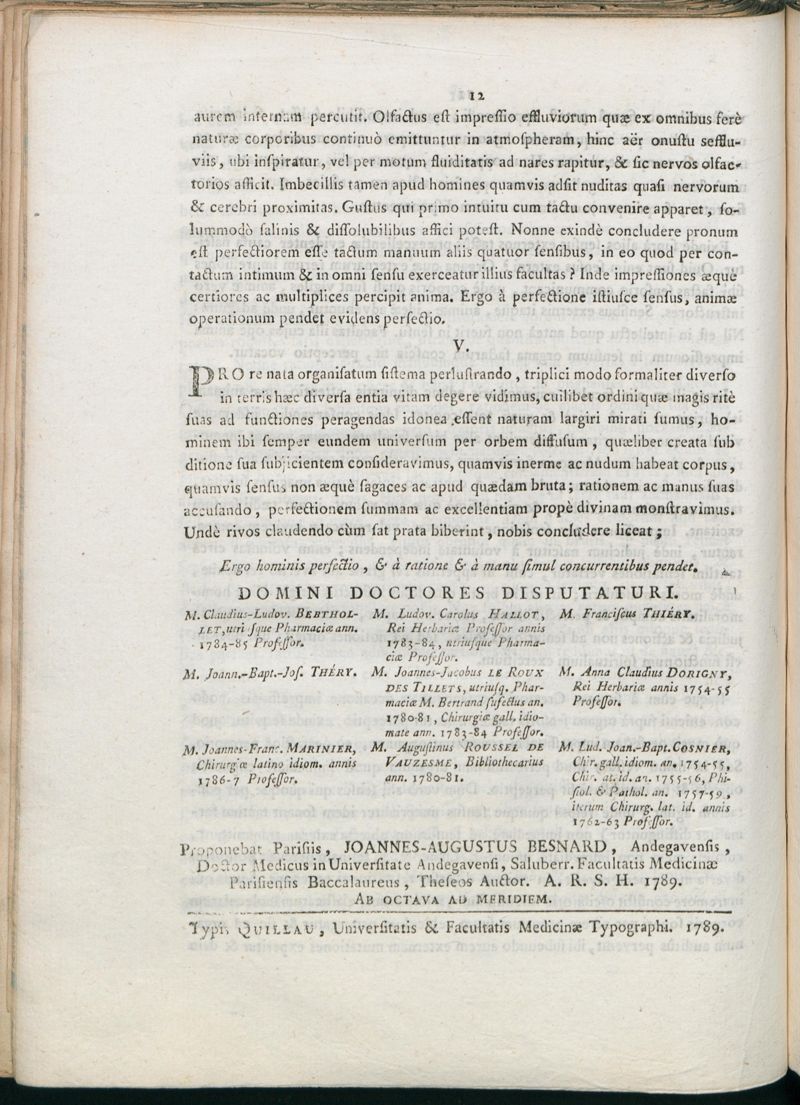 12
aurem internam percutit. Olfactus eſt impreſſio effluviorum quæ ex omnibus ferè
naturæ corporibus continuò emittuntur in atmoſpheram, hinc aër onuſtu seffluviis,
ubi inſpiratur, vel per motum fluiditatis ad nares rapitur, & ſic nervos olfactorios
afficit. Imbecillis tamen apud homines quamvis adſit nuditas quaſi nervorum
& cerebri proximitas. Guſtus qui primo intuitu cum tactu convenire apparet, ſolummodò
ſalinis & diſſolubilibus affici poteſt. Nonne exindè concludere pronum
eſt perfectiorem eſſe tactum manuum aliis quatuor ſenſibus, in eo quod per contactum
intimum & in omni ſenſu exerceatur illius facultas? Inde impreſſiones æquè
certiores ac multiplices percipit anima. Ergo à perfectione iſtiuſce ſenſus, animæ
operationum pendet evidens perfectio.
V.
PRO re nata organiſatum ſiſtema perluſtrando, triplici modo formaliter diverſo
in terris hæc diverſa entia vitam degere vidimus, cuilibet ordini quæ magis ritè
ſuas ad functiones peragendas idonea eſſent naturam largiri mirati ſumus, hominem
ibi ſemper eundem univerſum per orbem diffuſum, quæliber creata ſub
ditione ſua ſubjicientem conſideravimus, quamvis inerme ac nudum habeat corpus,
quamvis ſenſus non æquè ſagaces ac apud quædam bruta; rationem ac manus ſuas
accuſando, perfectionem ſummam ac excellentiam propè divinam monſtravimus.
Undè rivos claudendo cùm ſat prata biberint, nobis concludere liceat;
Ergo hominis perfectio, & à ratione & à manu ſimul concurrentibus pendet.
DOMINI DOCTORES DISPUTATURI.
M. Claudius-Ludov. BERTHOLLET,
utriuſque Pharmaciæ ann.
1784-85 Profeſſor.
M. Ludov. Carolus HALLOT,
Rei Herbariæ Profeſſor annis
1783-84, utriuſque Pharmaciæ
Profeſſor.
M. Franciſcus THIÉRY.
M. Joann.-Bapt.-Joſ. THÉRY.
M. Joannes-Jacobus LE ROUX
DES TILLETS, utriuſq. Pharmaciæ
M. Bertrand ſufectus an.
1780-81, Chirurgiæ gall. idiomate
ann. 1783-84 Profeſſor.
M. Anna Claudius DORIGNY,
Rei Herbariæ annis 1754-55
Profeſſor.
M. Joannes-Franc. MARINIER,
Chirurgiæ latino idiom. annis
1786-7 Profeſſor.
M. Auguſtinus ROUSSEL DE
VAUZESME, Bibliothecarius
ann. 1780-81.
M. Lud. Joan.-Bapt. COSNIER,
Chir. gall. idiom. an. 1754-55,
Chir. lat. id. an. 1755-56, Phiſiol.
& Pathol. an. 1757-59,
iterum Chirurg. lat. id. annis
1762-63 Profeſſor.
Proponebat Pariſiis, JOANNES-AUGUSTUS BESNARD, Andegavenſis,
Doctor Medicus in Univerſitate Andegavenſi, Saluberr. Facultatis Medicinæ
Pariſienſis Baccalaureus, Theſeos Auctor. A. R. S. H. 1789.
AB OCTAVA AD MERIDIEM.
Typis QUILLAU, Univerſitatis & Facultatis Medicinæ Typographi. 1789.